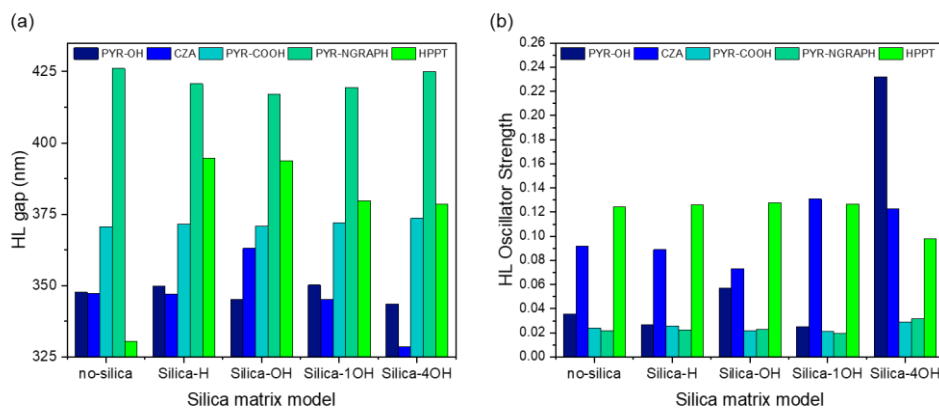 (a)
PYR-OH CZA PYR-COOH PYR-NGRAPH HPPT
HL gap (nm)
425
400
375
350
325
no-silica Silica-H Silica-OH Silica-1OH Silica-4OH
Silica matrix model
(b)
PYR-OH CZA PYR-COOH PYR-NGRAPH HPPT
HL Oscillator Strength
0.26
0.24
0.22
0.20
0.18
0.16
0.14
0.12
0.10
0.08
0.06
0.04
0.02
0.00
no-silica Silica-H Silica-OH Silica-1OH Silica-4OH
Silica matrix model